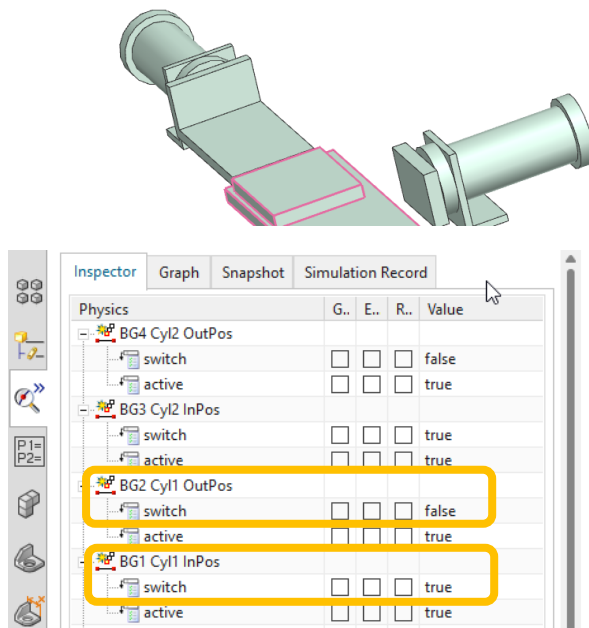 Inspector Graph Snapshot Simulation Record
Physics G.. E.. R.. Value
BG4 Cyl2 OutPos
switch false
active true
BG3 Cyl2 InPos
switch true
active true
BG2 Cyl1 OutPos
switch false
active true
BG1 Cyl1 InPos
switch true
active true
P1=
P2=